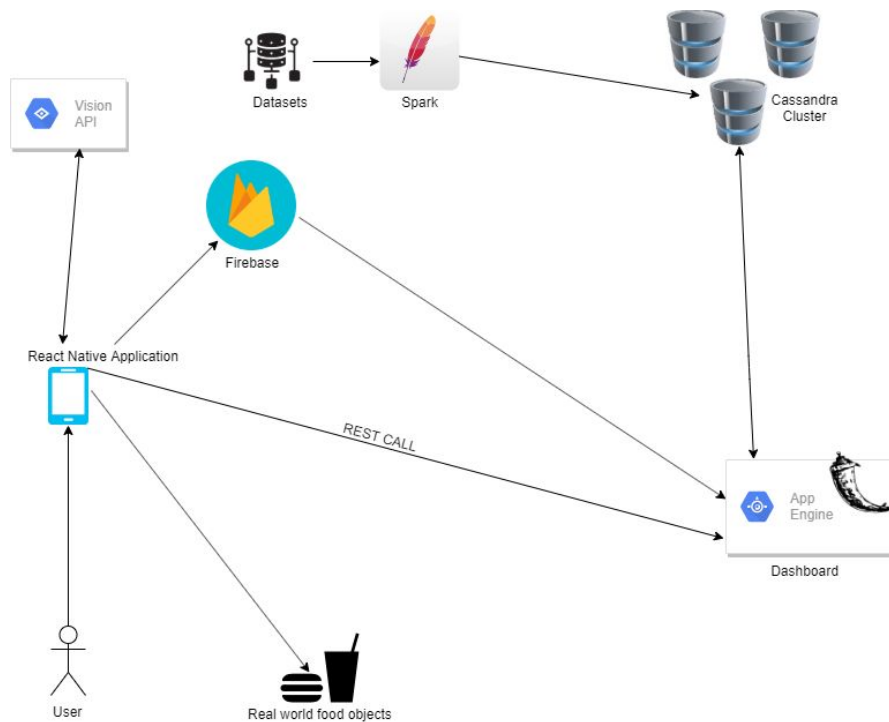 Datasets
Spark
Cassandra
Cluster
Vision
API
Firebase
React Native Application
REST CALL
App
Engine
Dashboard
User
Real world food objects